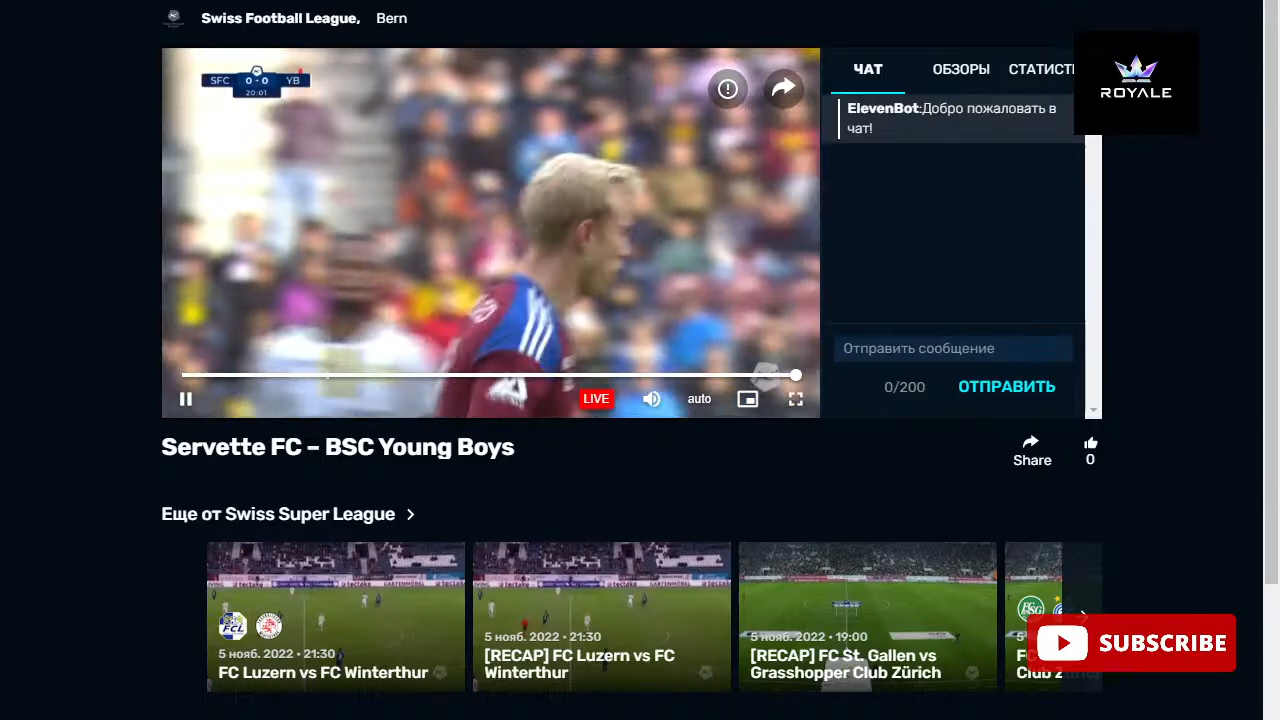 Swiss Football League, Bern
SFC 0 - 0 YB
20:01
ЧАТ ОБЗОРЫ СТАТИСТИ
ROYALE
ElevenBot:Добро пожаловать в
чат!
Отправить сообщение
0/200 ОТПРАВИТЬ
LIVE auto
Servette FC – BSC Young Boys
Share 0
Еще от Swiss Super League
FCL
5 нояб. 2022 • 21:30
FC Luzern vs FC Winterthur
5 нояб. 2022 • 21:30
[RECAP] FC Luzern vs FC
Winterthur
5 нояб. 2022 • 19:00
[RECAP] FC St. Gallen vs
Grasshopper Club Zürich
SUBSCRIBE